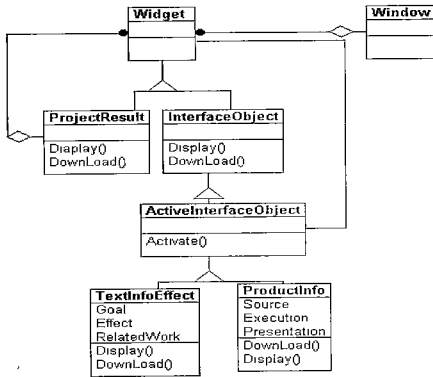 Widget
Window
ProjectResult
Diaplay()
DownLoad()
InterfaceObject
Display()
DownLoad()
ActiveInterfaceObject
Activate()
TextInfoEffect
Goal
Effect
RelatedWork
Display()
DownLoad()
ProductInfo
Source
Execution
Presentation
DownLoad()
Display()